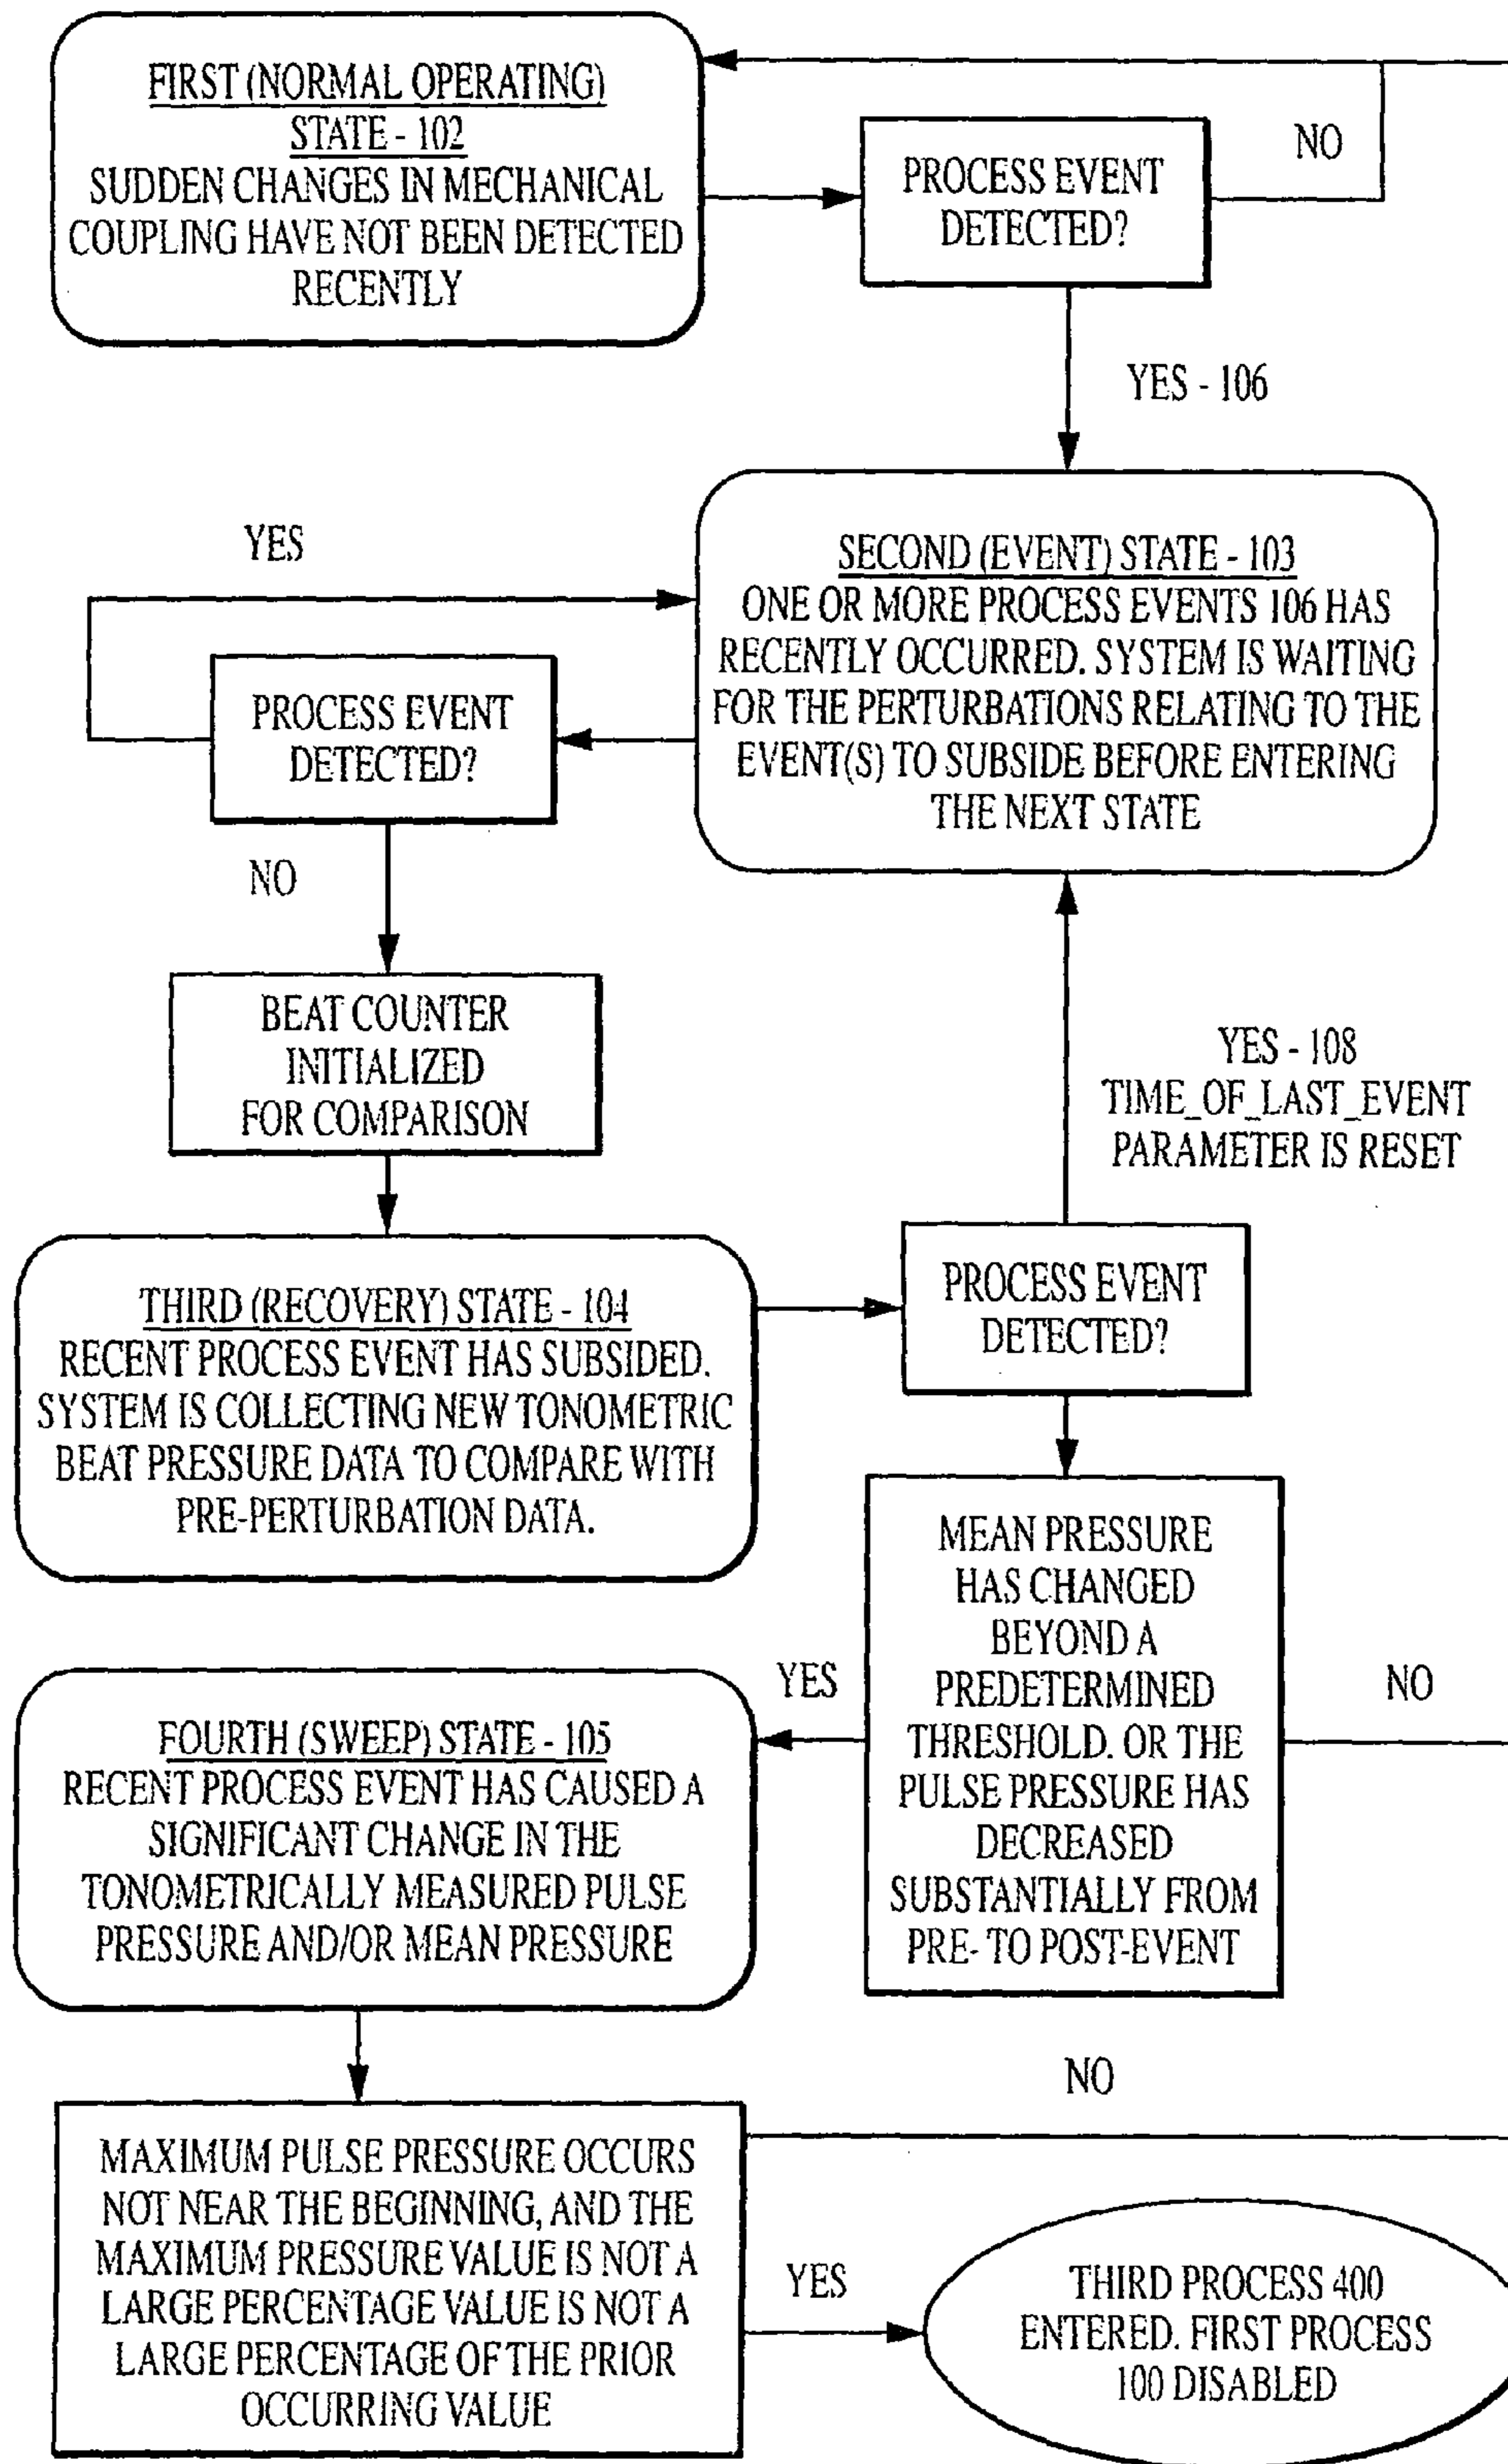 FIRST (NORMAL OPERATING)
STATE - 102
SUDDEN CHANGES IN MECHANICAL
COUPLING HAVE NOT BEEN DETECTED
RECENTLY
PROCESS EVENT
DETECTED?
NO
YES - 106
SECOND (EVENT) STATE - 103
ONE OR MORE PROCESS EVENTS 106 HAS
RECENTLY OCCURRED. SYSTEM IS WAITING
FOR THE PERTURBATIONS RELATING TO THE
EVENT(S) TO SUBSIDE BEFORE ENTERING
THE NEXT STATE
YES
PROCESS EVENT
DETECTED?
NO
BEAT COUNTER
INITIALIZED
FOR COMPARISON
YES - 108
TIME_OF_LAST_EVENT
PARAMETER IS RESET
THIRD (RECOVERY) STATE - 104
RECENT PROCESS EVENT HAS SUBSIDED.
SYSTEM IS COLLECTING NEW TONOMETRIC
BEAT PRESSURE DATA TO COMPARE WITH
PRE-PERTURBATION DATA.
PROCESS EVENT
DETECTED?
MEAN PRESSURE
HAS CHANGED
BEYOND A
PREDETERMINED
THRESHOLD. OR THE
PULSE PRESSURE HAS
DECREASED
SUBSTANTIALLY FROM
PRE- TO POST-EVENT
YES
NO
FOURTH (SWEEP) STATE - 105
RECENT PROCESS EVENT HAS CAUSED A
SIGNIFICANT CHANGE IN THE
TONOMETRICALLY MEASURED PULSE
PRESSURE AND/OR MEAN PRESSURE
NO
MAXIMUM PULSE PRESSURE OCCURS
NOT NEAR THE BEGINNING, AND THE
MAXIMUM PRESSURE VALUE IS NOT A
LARGE PERCENTAGE VALUE IS NOT A
LARGE PERCENTAGE OF THE PRIOR
OCCURRING VALUE
YES
THIRD PROCESS 400
ENTERED. FIRST PROCESS
100 DISABLED